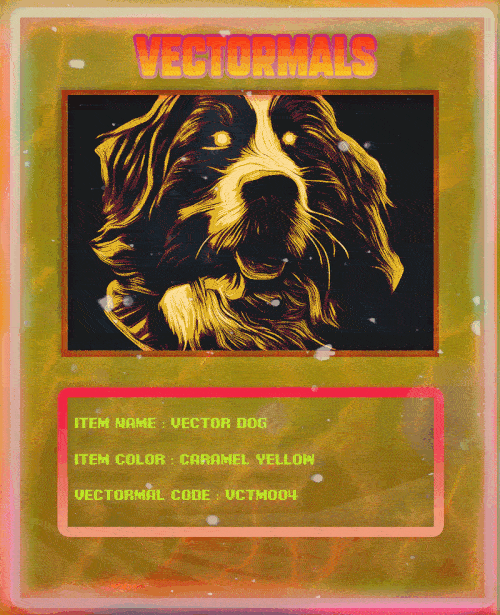 VECTORMALS
ITEM NAME : VECTOR DOG
ITEM COLOR : CARAMEL YELLOW
VECTORMAL CODE : VCTM004